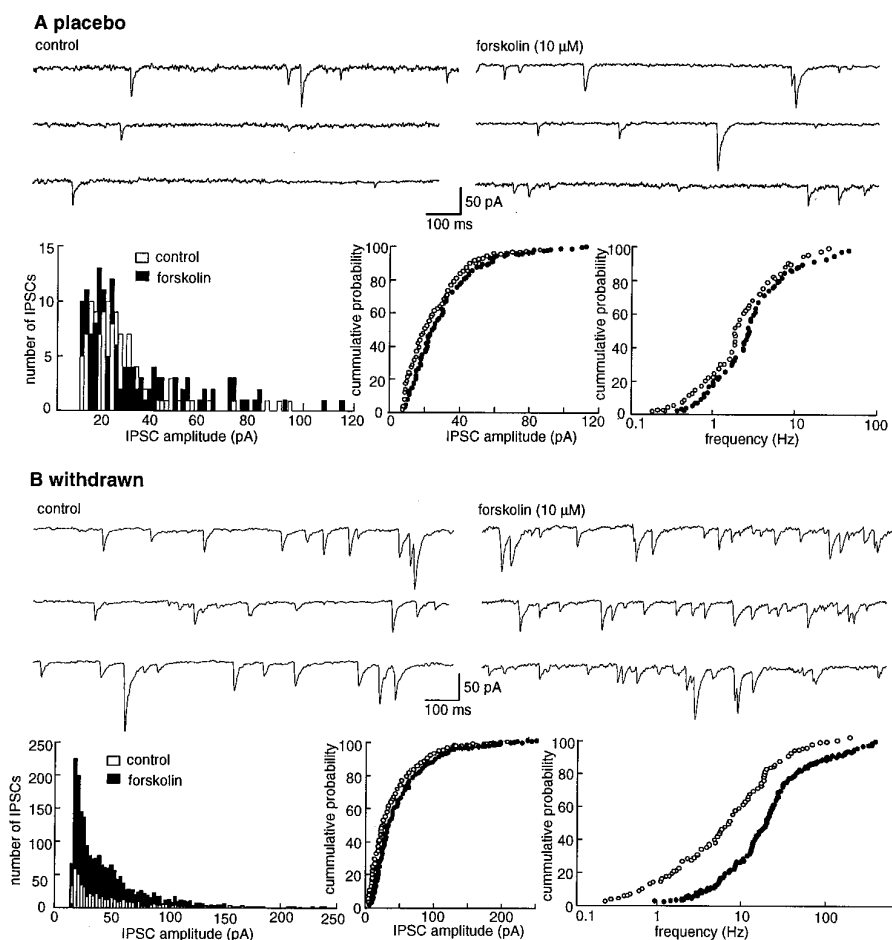 A placebo
control
forskolin (10 µM)
50 pA
100 ms
15
10
5
0
number of IPSCs
control
forskolin
20 40 60 80 100 120
IPSC amplitude (pA)
100
80
60
40
20
0
cummulative probability
0 40 80 120
IPSC amplitude (pA)
100
80
60
40
20
0
cummulative probability
0.1 1 10 100
frequency (Hz)
B withdrawn
control
forskolin (10 µM)
50 pA
100 ms
250
200
150
100
50
0
number of IPSCs
control
forskolin
0 50 100 150 200 250
IPSC amplitude (pA)
100
80
60
40
20
0
cummulative probability
0 100 200
IPSC amplitude (pA)
100
80
60
40
20
0
cummulative probability
0.1 1 10 100
frequency (Hz)